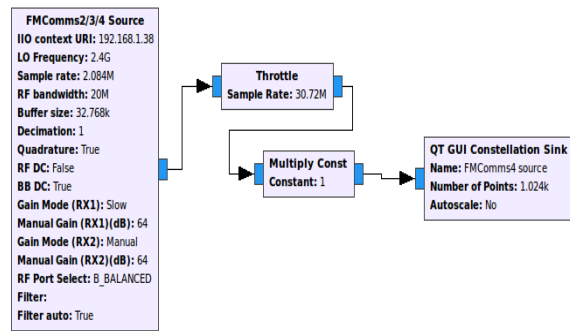 FMComms2/3/4 Source
IIO context URI: 192.168.1.38
LO Frequency: 2.4G
Sample rate: 2.084M
RF bandwidth: 20M
Buffer size: 32.768k
Decimation: 1
Quadrature: True
RF DC: False
BB DC: True
Gain Mode (RX1): Slow
Manual Gain (RX1)(dB): 64
Gain Mode (RX2): Manual
Manual Gain (RX2)(dB): 64
RF Port Select: B_BALANCED
Filter:
Filter auto: True
Throttle
Sample Rate: 30.72M
Multiply Const
Constant: 1
QT GUI Constellation Sink
Name: FMComms4 source
Number of Points: 1.024k
Autoscale: No